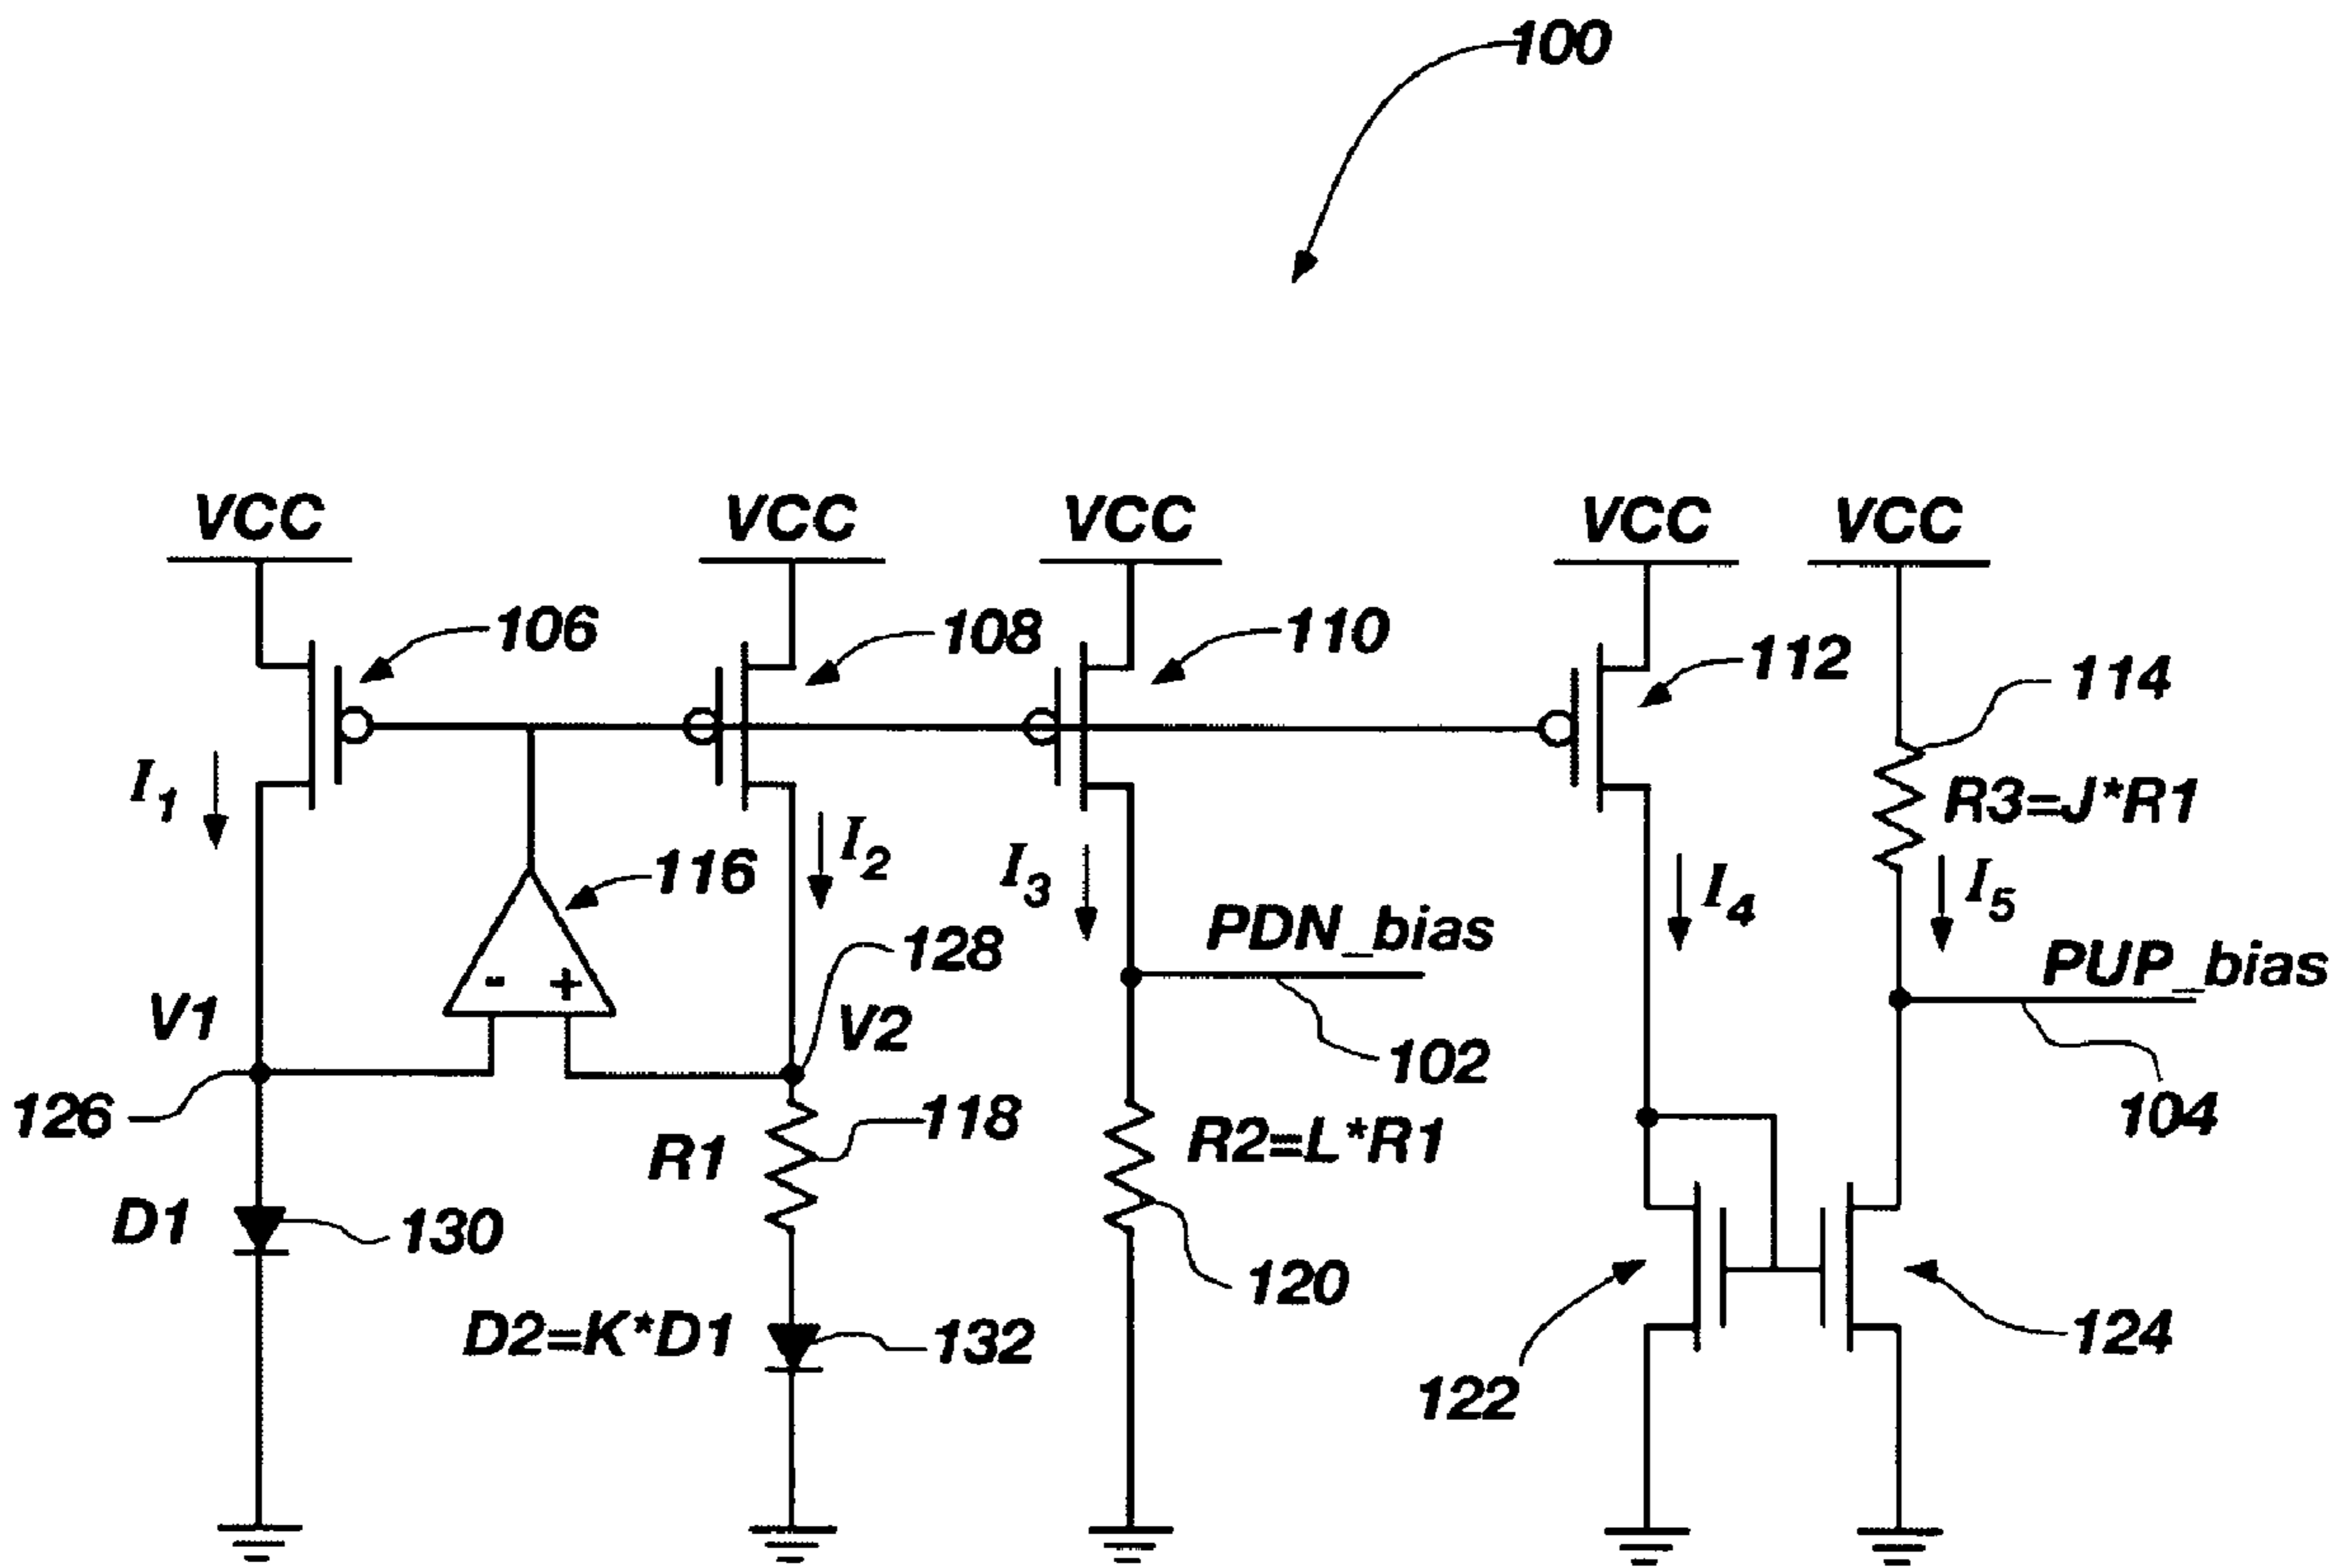 100
VCC VCC VCC VCC VCC
106 108 110 112 114
I1 I2 I3 I4 I5
R3=J*R1
116
128
PDN_bias
PUP_bias
- +
V1 V2
102
104
126
118
R1
R2=L*R1
D1
130
120
D2=K*D1
132
122
124